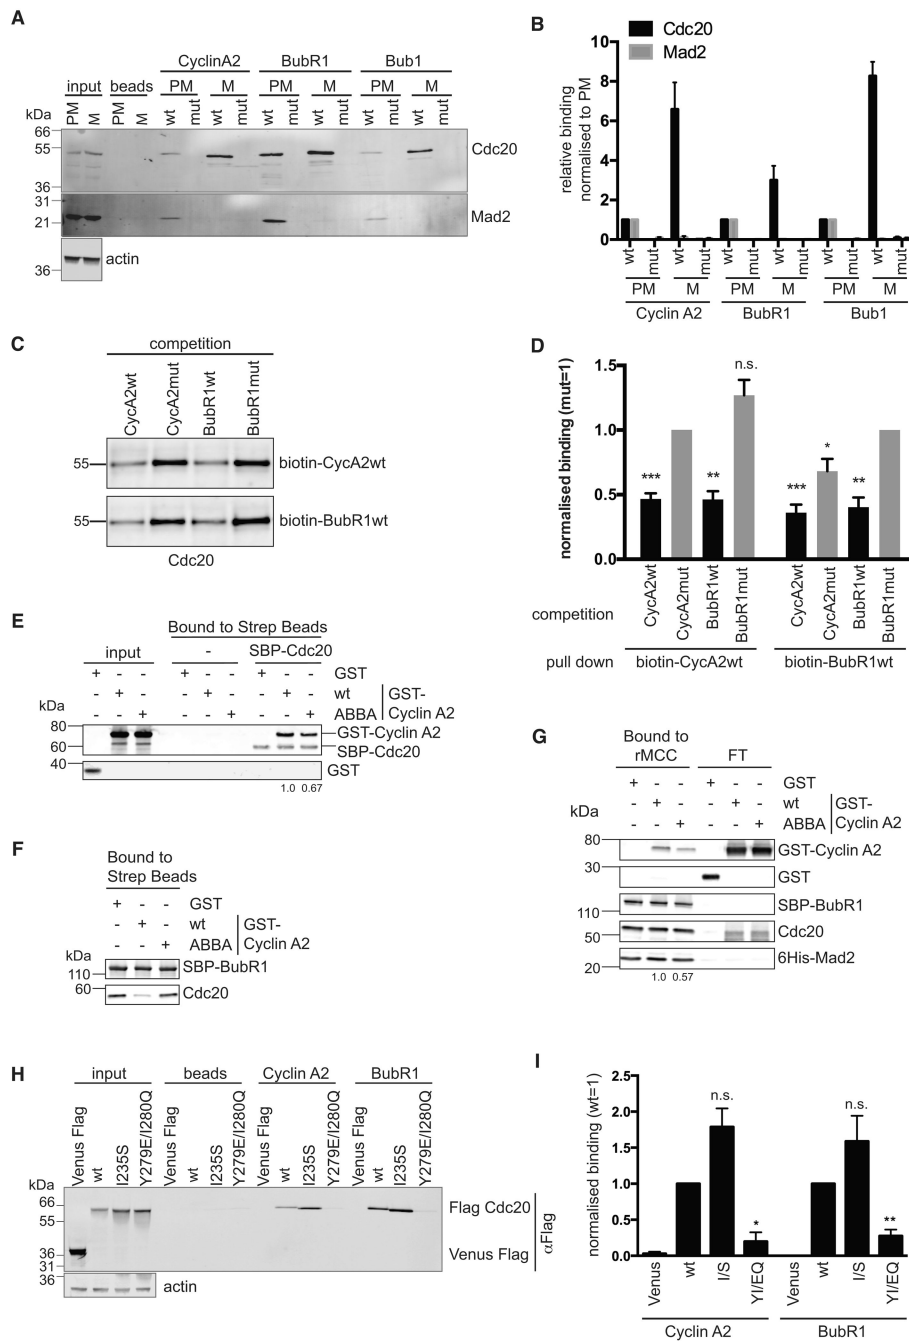 A
CyclinA2 BubR1 Bub1
input beads PM M PM M PM M
kDa PM M PM M wt mut wt mut wt mut wt mut wt mut wt mut
66
55 Cdc20
36
31
21 Mad2
36 actin
B
Cdc20
Mad2
relative binding
normalised to PM
10
8
6
4
2
0
wt mut wt mut wt mut wt mut wt mut wt mut
PM M PM M PM M
Cyclin A2 BubR1 Bub1
C
competition
CycA2wt CycA2mut BubR1wt BubR1mut
55 biotin-CycA2wt
55 biotin-BubR1wt
Cdc20
D
normalised binding (mut=1)
1.5
1.0
0.5
0.0
*** ** n.s. *** * **
competition CycA2wt CycA2mut BubR1wt BubR1mut CycA2wt CycA2mut BubR1wt BubR1mut
pull down biotin-CycA2wt biotin-BubR1wt
E
Bound to Strep Beads
input - SBP-Cdc20
+ - - + - - + - - GST
- + - - + - - + - wt GST-
- - + - - + - - + ABBA Cyclin A2
kDa
80 GST-Cyclin A2
60 SBP-Cdc20
40 GST
1.0 0.67
F
Bound to
Strep Beads
+ - - GST
- + - wt GST-
- - + ABBA Cyclin A2
kDa
110 SBP-BubR1
60 Cdc20
G
Bound to
rMCC FT
+ - - + - - GST
- + - - + - wt GST-
- - + - - + ABBA Cyclin A2
kDa
80 GST-Cyclin A2
30 GST
110 SBP-BubR1
50 Cdc20
20 6His-Mad2
1.0 0.57
H
input beads Cyclin A2 BubR1
Venus Flag wt I235S Y279E/I280Q Venus Flag wt I235S Y279E/I280Q Venus Flag wt I235S Y279E/I280Q Venus Flag wt I235S Y279E/I280Q
kDa
66 Flag Cdc20
55
36 Venus Flag
31
αFlag
36 actin
I
normalised binding (wt=1)
2.5
2.0
1.5
1.0
0.5
0.0
n.s. * n.s. **
Venus wt I/S YI/EQ Venus wt I/S YI/EQ
Cyclin A2 BubR1